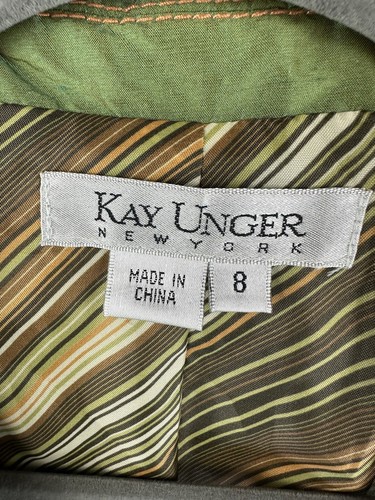 KAY UNGER
NEW YORK
MADE IN
CHINA
8